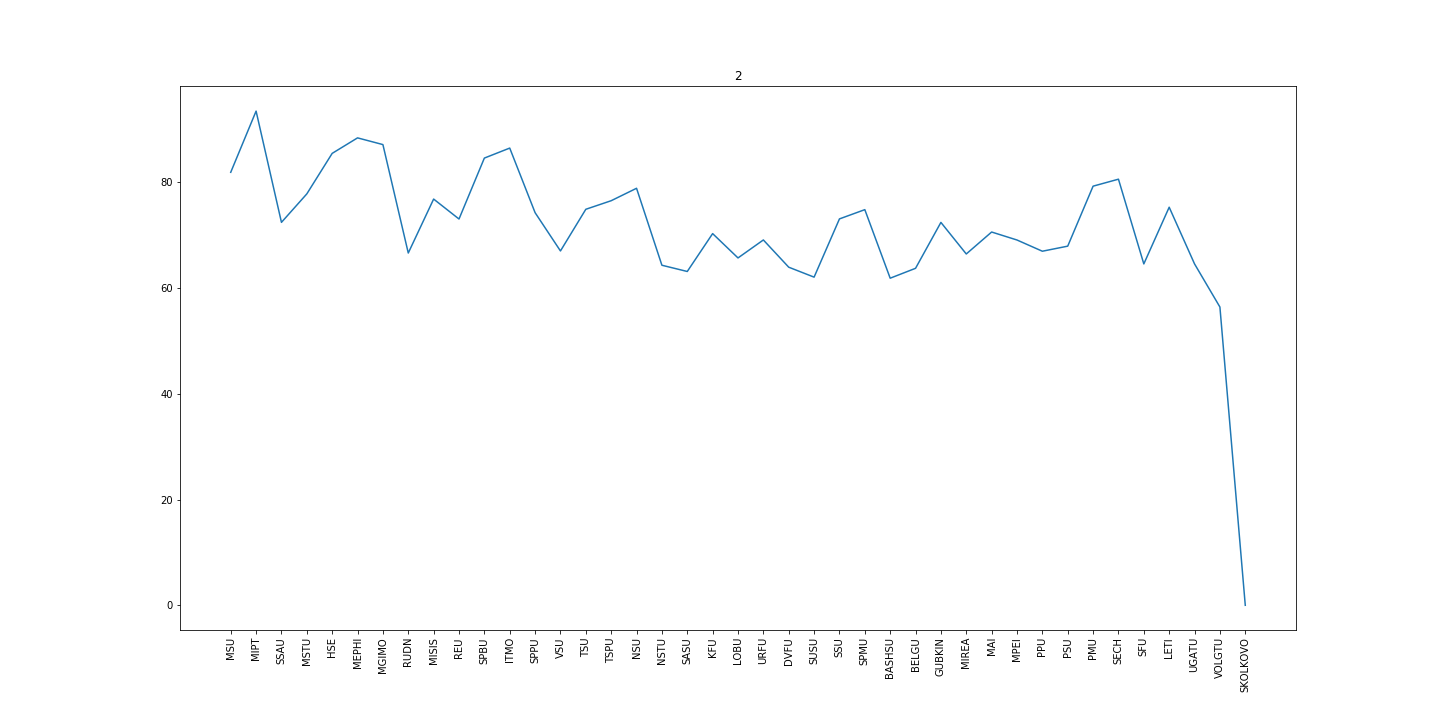 2
80
60
40
20
0
MSU
MIPT
SSAU
MSTU
HSE
MEPHI
MGIMO
RUDN
MISIS
REU
SPBU
ITMO
SPPU
VSU
TSU
TSPU
NSU
NSTU
SASU
KFU
LOBU
URFU
DVFU
SUSU
SSU
SPMU
BASHSU
BELGU
GUBKIN
MIREA
MAI
MPEI
PPU
PSU
PMU
SECH
SFU
LETI
UGATU
VOLGTU
SKOLKOVO